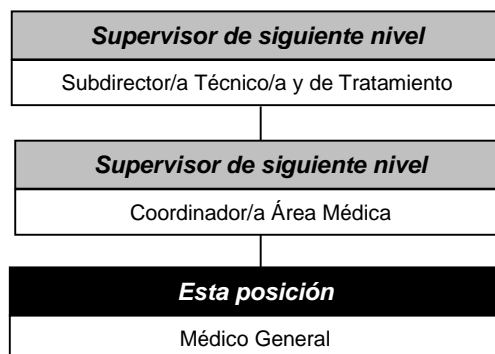 Supervisor de siguiente nivel
Subdirector/a Técnico/a y de Tratamiento
Supervisor de siguiente nivel
Coordinador/a Área Médica
Esta posición
Médico General